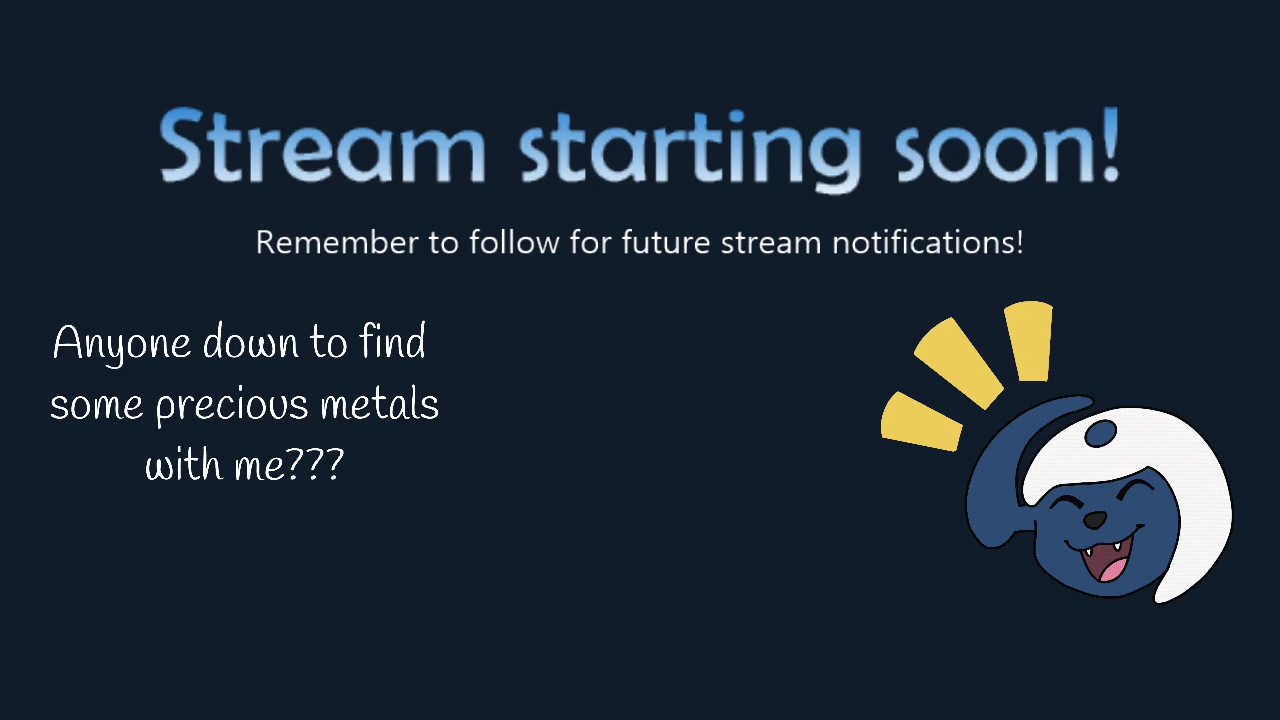 Stream starting soon!
Remember to follow for future stream notifications!
Anyone down to find
some precious metals
with me???